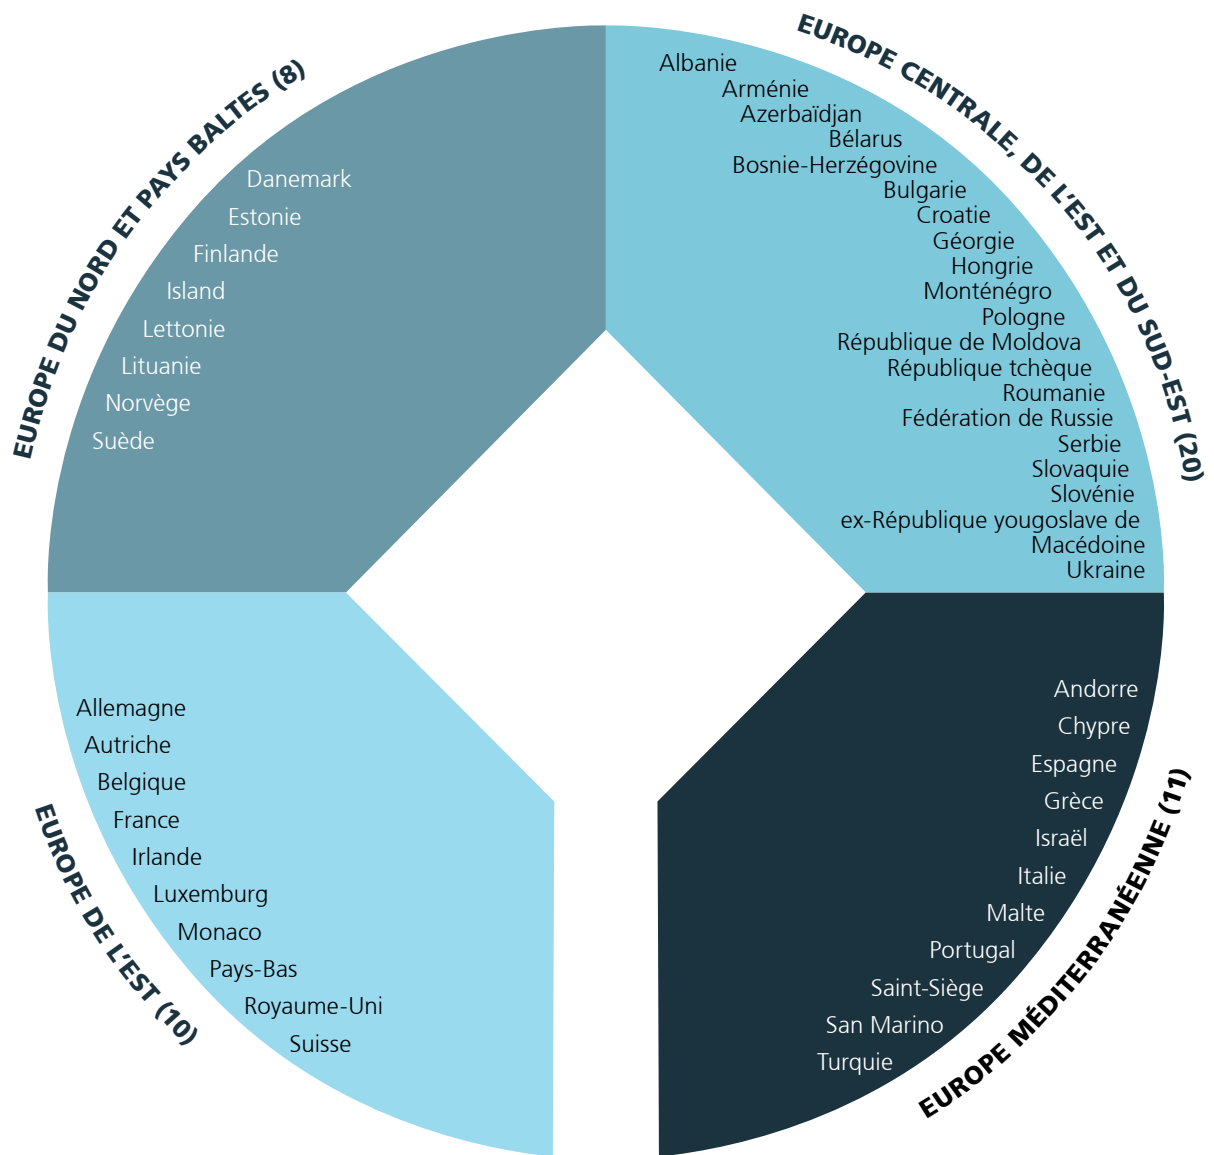 EUROPE DU NORD ET PAYS BALTES (8)
Danemark
Estonie
Finlande
Island
Lettonie
Lituanie
Norvège
Suède
EUROPE CENTRALE, DE L'EST ET DU SUD-EST (20)
Albanie
Arménie
Azerbaïdjan
Bélarus
Bosnie-Herzégovine
Bulgarie
Croatie
Géorgie
Hongrie
Monténégro
Pologne
République de Moldova
République tchèque
Roumanie
Fédération de Russie
Serbie
Slovaquie
Slovénie
ex-République yougoslave de
Macédoine
Ukraine
EUROPE DE L'EST (10)
Allemagne
Autriche
Belgique
France
Irlande
Luxemburg
Monaco
Pays-Bas
Royaume-Uni
Suisse
EUROPE MÉDITERRANÉENNE (11)
Andorre
Chypre
Espagne
Grèce
Israël
Italie
Malte
Portugal
Saint-Siège
San Marino
Turquie